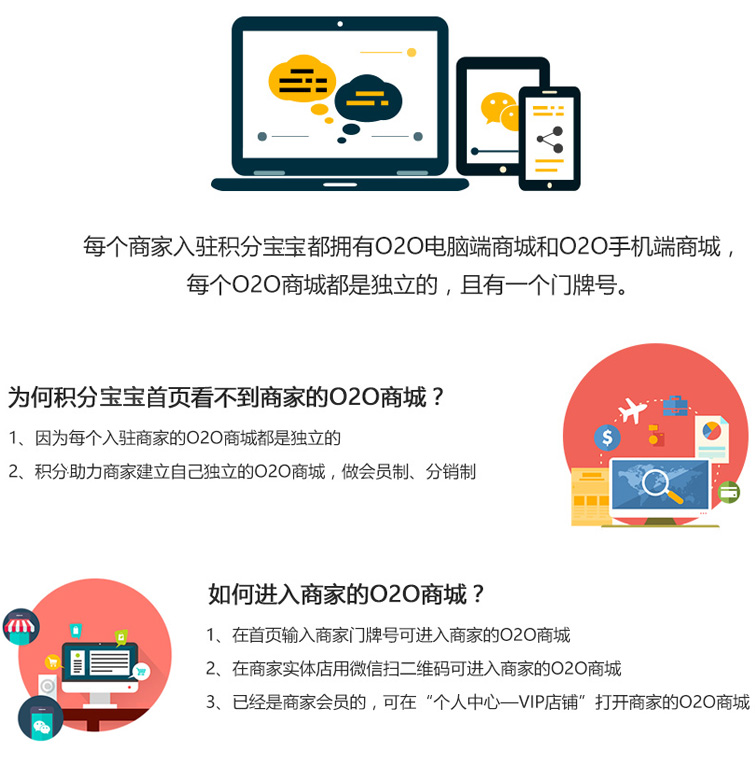 每个商家入驻积分宝宝都拥有O2O电脑端商城和O2O手机端商城，
每个O2O商城都是独立的，且有一个门牌号。
为何积分宝宝首页看不到商家的O2O商城？
1、因为每个入驻商家的O2O商城都是独立的
2、积分助力商家建立自己独立的O2O商城，做会员制、分销制
如何进入商家的O2O商城？
1、在首页输入商家门牌号可进入商家的O2O商城
2、在商家实体店用微信扫二维码可进入商家的O2O商城
3、已经是商家会员的，可在“个人中心—VIP店铺”打开商家的O2O商城